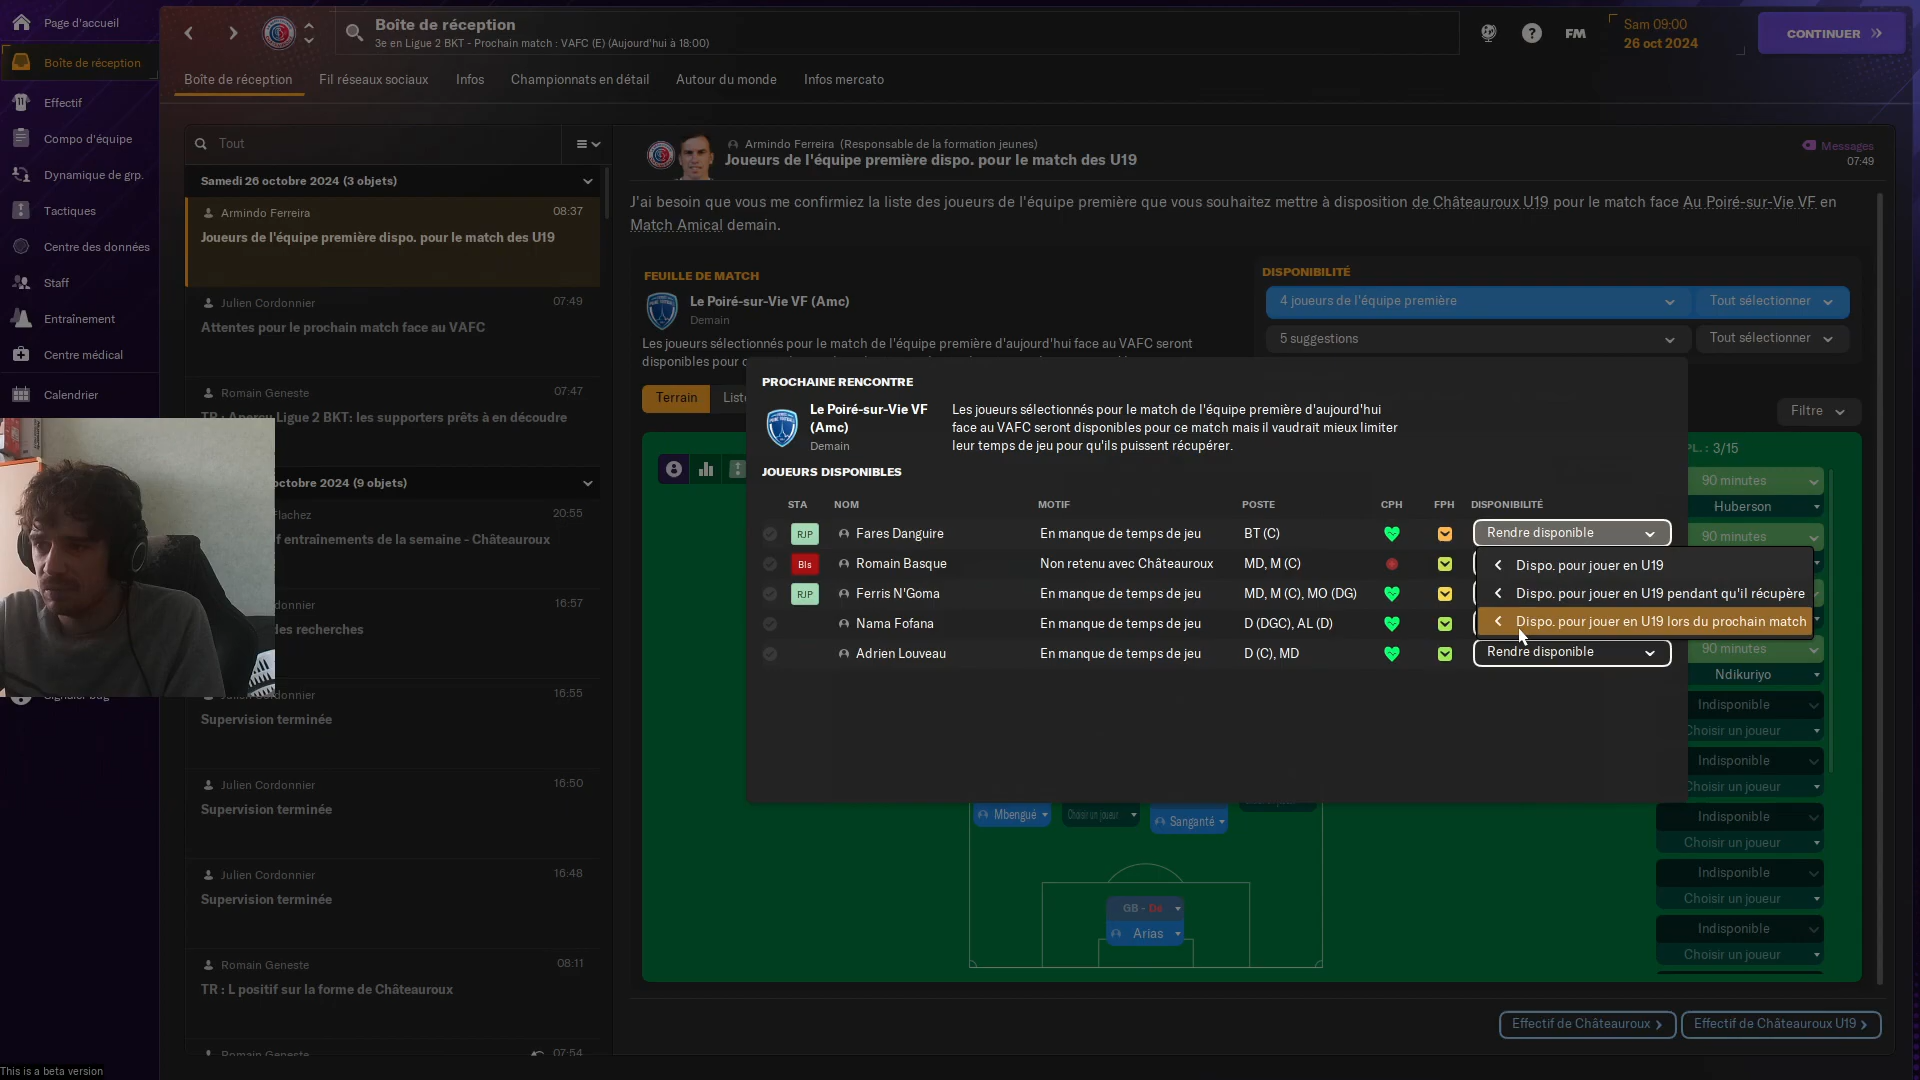 Page d'accueil
Boîte de réception
Effectif
Compo d'équipe
Dynamique de grp.
Tactiques
Centre des données
Staff
Entraînement
Centre médical
Calendrier
This is a beta version
Boîte de réception
3e en Ligue 2 BKT - Prochain match : VAFC (E) (Aujourd'hui à 18:00)
FM
Sam 09:00
26 oct 2024
CONTINUER
Boîte de réception
Fil réseaux sociaux
Infos
Championnats en détail
Autour du monde
Infos mercato
Tout
Samedi 26 octobre 2024 (3 objets)
Armindo Ferreira 08:37
Joueurs de l'équipe première dispo. pour le match des U19
Julien Cordonnier 07:49
Attentes pour le prochain match face au VAFC
Romain Geneste 07:47
TR : Aperçu Ligue 2 BKT: les supporters prêts à en découdre
octobre 2024 (9 objets)
Flachez 20:55
entraînements de la semaine - Châteauroux
Cordonnier 16:57
des recherches
Julien Cordonnier 16:55
Supervision terminée
Julien Cordonnier 16:50
Supervision terminée
Julien Cordonnier 16:48
Supervision terminée
Romain Geneste 08:11
TR : L positif sur la forme de Châteauroux
Romain Geneste 07:54
Armindo Ferreira (Responsable de la formation jeunes)
Joueurs de l'équipe première dispo. pour le match des U19
Messages
07:49
J'ai besoin que vous me confirmiez la liste des joueurs de l'équipe première que vous souhaitez mettre à disposition de Châteauroux U19 pour le match face Au Poiré-sur-Vie VF en
Match Amical demain.
FEUILLE DE MATCH
Le Poiré-sur-Vie VF (Amc)
Demain
Les joueurs sélectionnés pour le match de l'équipe première d'aujourd'hui face au VAFC seront
DISPONIBILITÉ
4 joueurs de l'équipe première
Tout sélectionner
5 suggestions
Tout sélectionner
Terrain
Filtre
PROCHAINE RENCONTRE
Le Poiré-sur-Vie VF
(Amc)
Demain
Les joueurs sélectionnés pour le match de l'équipe première d'aujourd'hui
face au VAFC seront disponibles pour ce match mais il vaudrait mieux limiter
leur temps de jeu pour qu'ils puissent récupérer.
JOUEURS DISPONIBLES
STA NOM MOTIF POSTE CPH FPH DISPONIBILITÉ
RJP Fares Danguire En manque de temps de jeu BT (C) Rendre disponible
Bls Romain Basque Non retenu avec Châteauroux MD, M (C)
RJP Ferris N'Goma En manque de temps de jeu MD, M (C), MO (DG)
Nama Fofana En manque de temps de jeu D (DGC), AL (D)
Adrien Louveau En manque de temps de jeu D (C), MD Rendre disponible
Dispo. pour jouer en U19
Dispo. pour jouer en U19 pendant qu'il récupère
Dispo. pour jouer en U19 lors du prochain match
3/15
90 minutes
Huberson
90 minutes
90 minutes
Ndikuriyo
Indisponible
Choisir un joueur
Indisponible
Choisir un joueur
Indisponible
Choisir un joueur
Indisponible
Choisir un joueur
Indisponible
Choisir un joueur
Mbengué
Choisir un joueur
Sanganté
GB - Dé
Arias
Effectif de Châteauroux
Effectif de Châteauroux U19